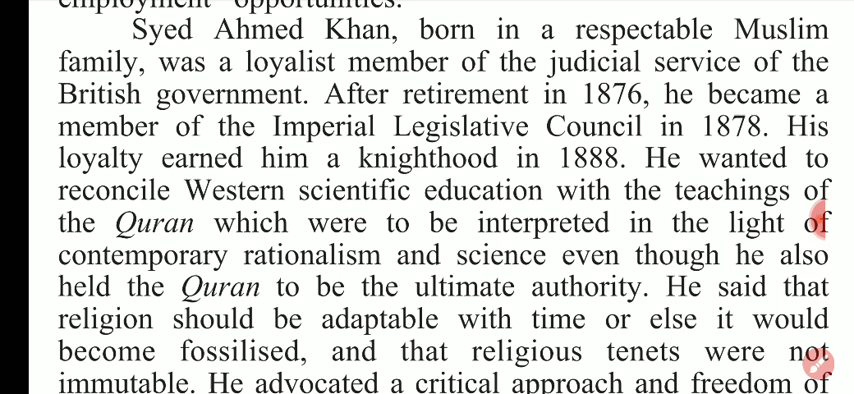 employment opportunities.
Syed Ahmed Khan, born in a respectable Muslim
family, was a loyalist member of the judicial service of the
British government. After retirement in 1876, he became a
member of the Imperial Legislative Council in 1878. His
loyalty earned him a knighthood in 1888. He wanted to
reconcile Western scientific education with the teachings of
the Quran which were to be interpreted in the light of
contemporary rationalism and science even though he also
held the Quran to be the ultimate authority. He said that
religion should be adaptable with time or else it would
become fossilised, and that religious tenets were not
immutable. He advocated a critical approach and freedom of